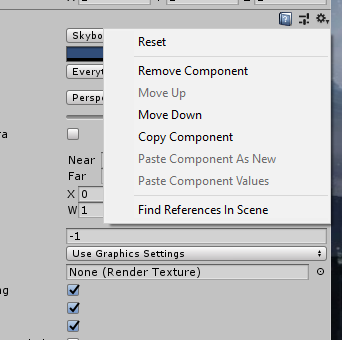 Skybo
Reset
Everyt
Remove Component
Move Up
Perspe
Move Down
Copy Component
ra
Paste Component As New
Near
Far
Paste Component Values
X 0
W 1
Find References In Scene
-1
Use Graphics Settings
None (Render Texture)
ng